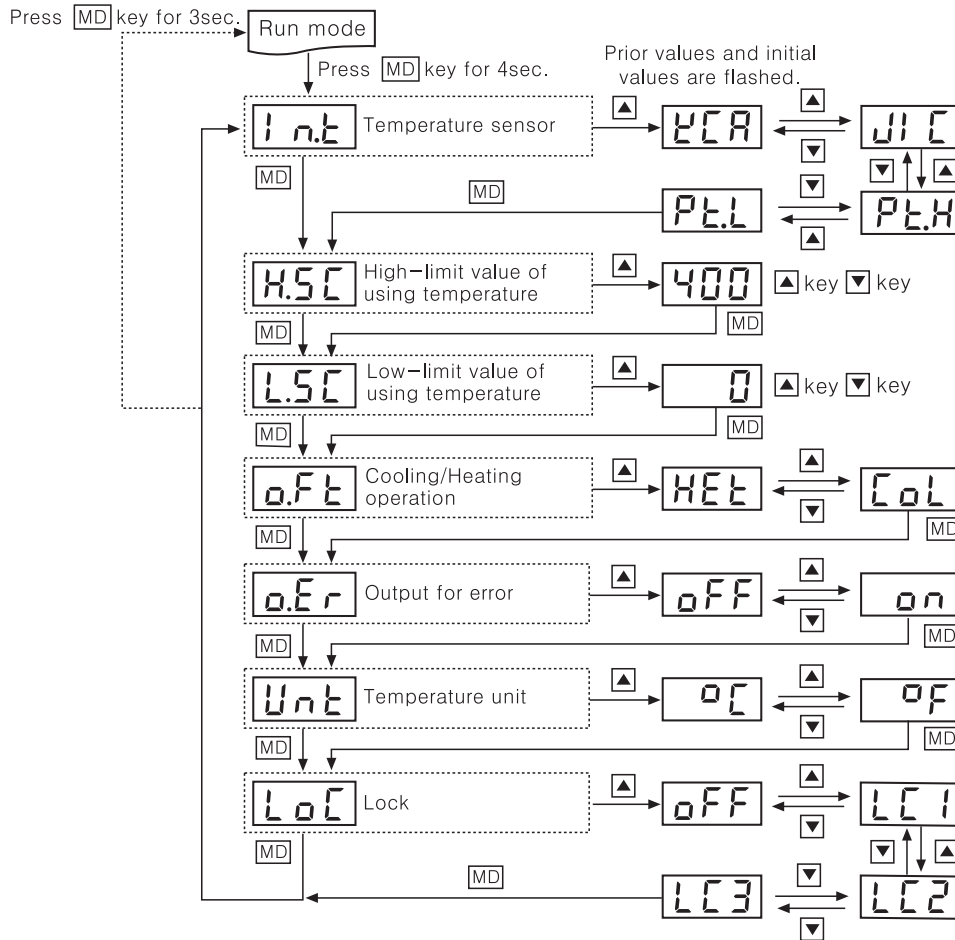 Press MD key for 3sec.
Run mode
Press MD key for 4sec.
Prior values and initial
values are flashed.
In.t
Temperature sensor
▲
KCA
▲
▼
JIC
MD
MD
▼
▲
Pt.L
▼
▲
Pt.H
H.SC
High-limit value of
using temperature
▲
400
▲ key ▼ key
MD
MD
L.SC
Low-limit value of
using temperature
▲
0
▲ key ▼ key
MD
MD
o.Ft
Cooling/Heating
operation
▲
HEt
▲
▼
CoL
MD
MD
o.Er
Output for error
▲
oFF
▲
▼
on
MD
MD
Unt
Temperature unit
▲
°C
▲
▼
°F
MD
MD
LoC
Lock
▲
oFF
▲
▼
LC1
MD
▼
▲
MD
LC3
▼
▼
LC2